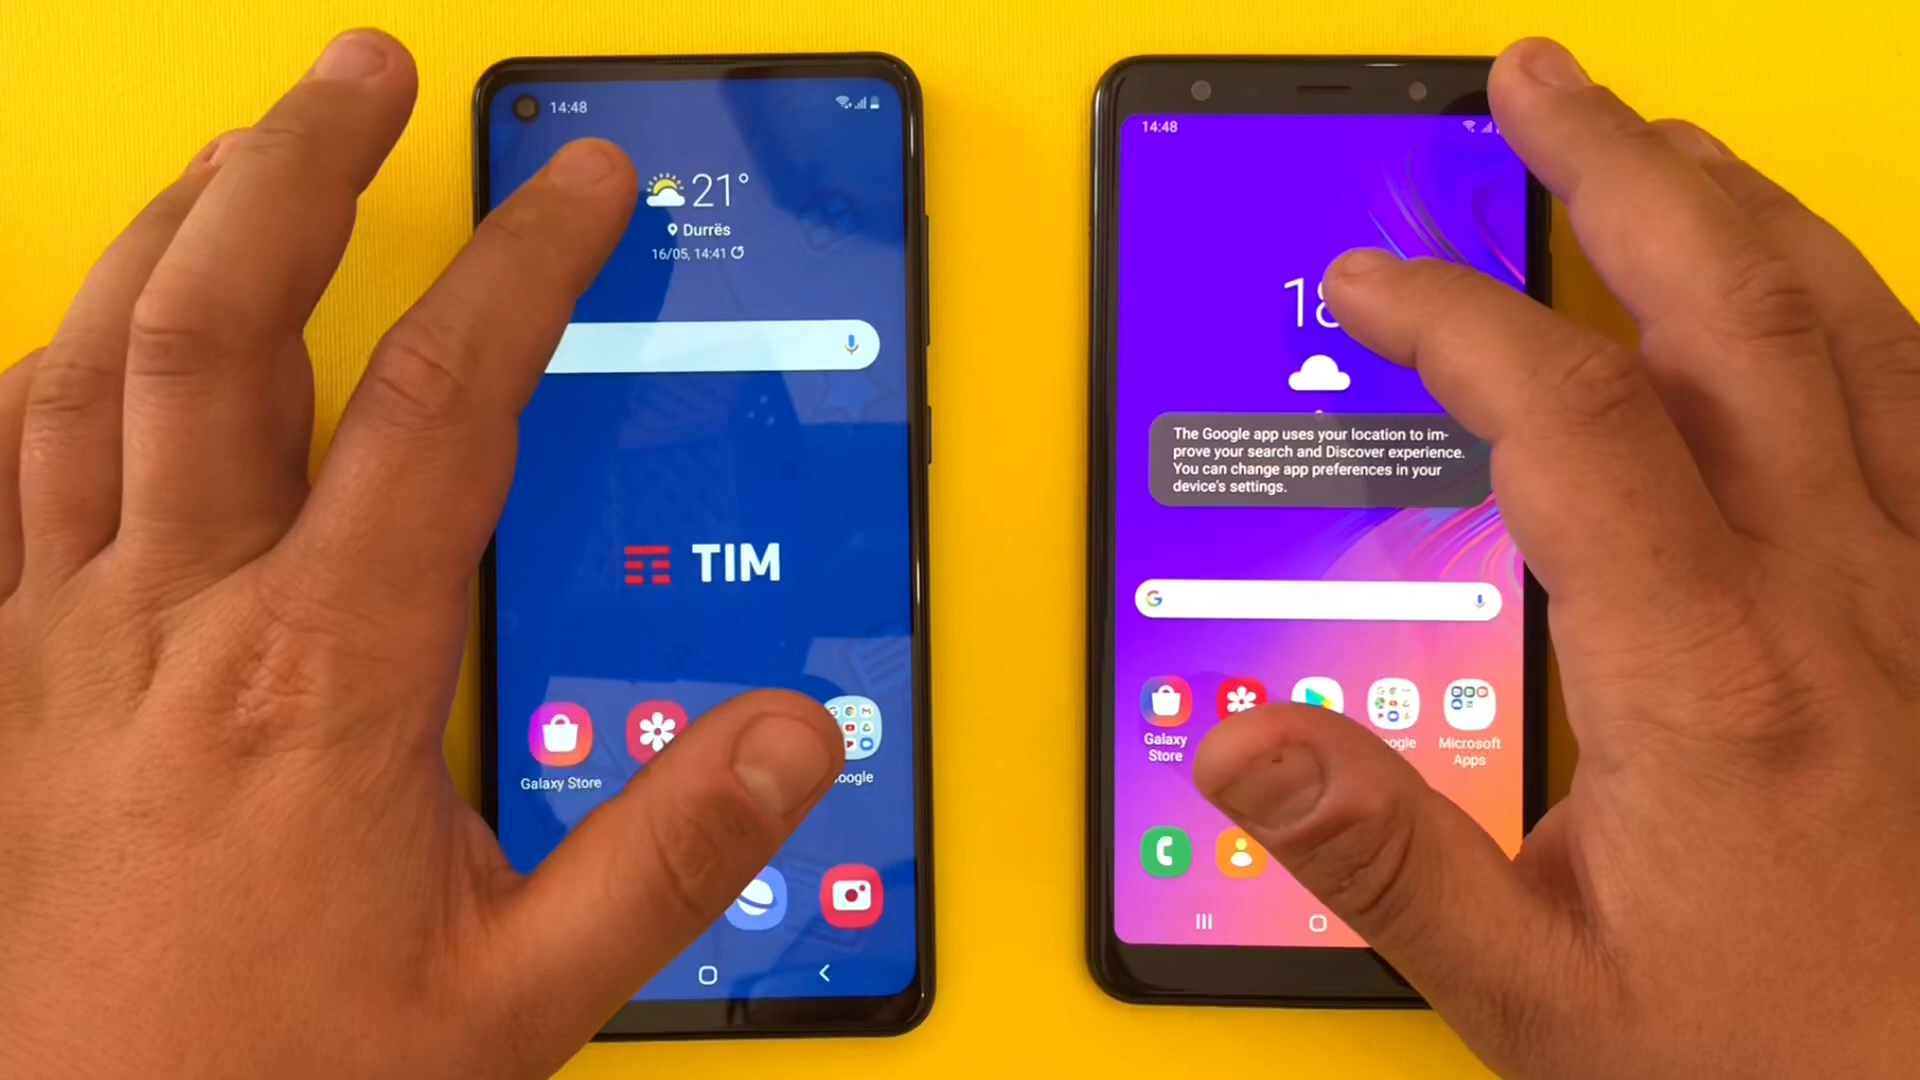 14:48
21°
Durrës
16/05, 14:41
TIM
Galaxy Store
14:48
18
The Google app uses your location to im-
prove your search and Discover experience.
You can change app preferences in your
device's settings.
G
Galaxy
Store
Microsoft
Apps